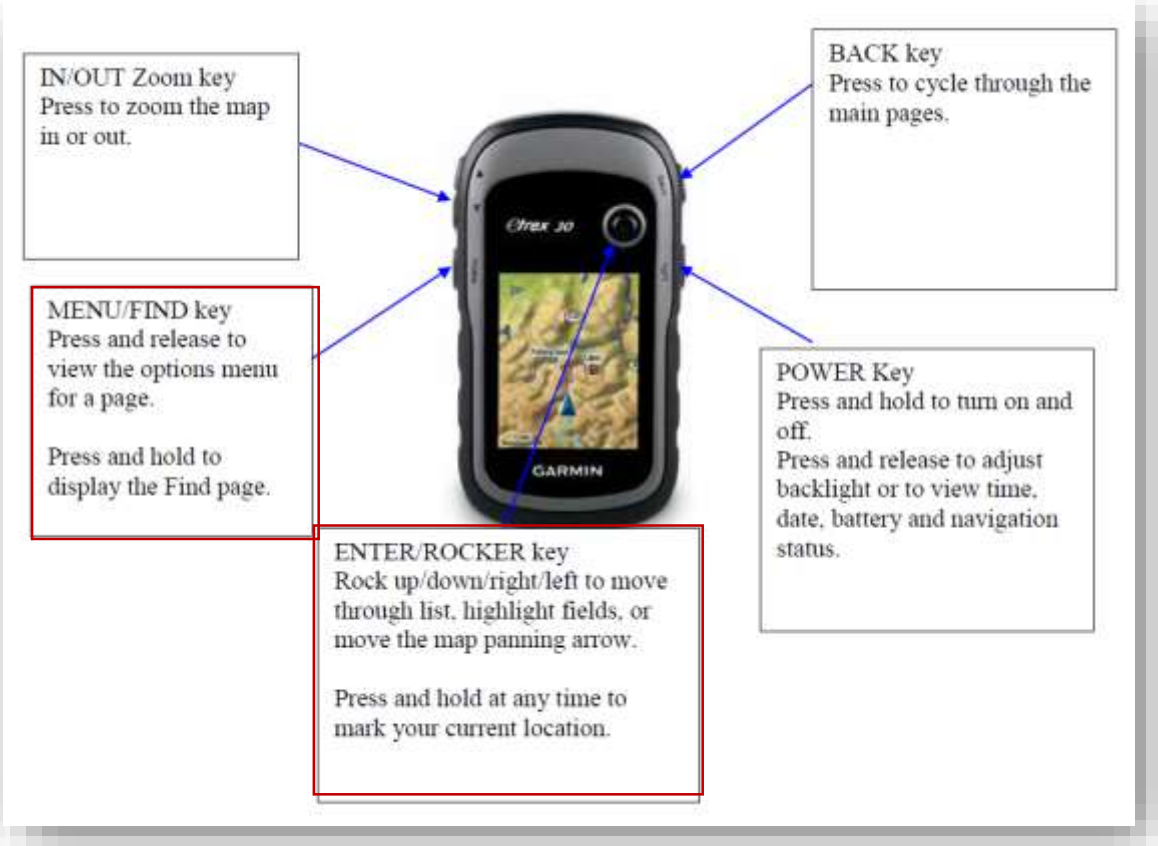 IN/OUT Zoom key
Press to zoom the map
in or out.
BACK key
Press to cycle through the
main pages.
etrex 30
MENU/FIND key
Press and release to
view the options menu
for a page.
Press and hold to
display the Find page.
GARMIN
POWER Key
Press and hold to turn on and
off.
Press and release to adjust
backlight or to view time,
date, battery and navigation
status.
ENTER/ROCKER key
Rock up/down/right/left to move
through list, highlight fields, or
move the map panning arrow.
Press and hold at any time to
mark your current location.